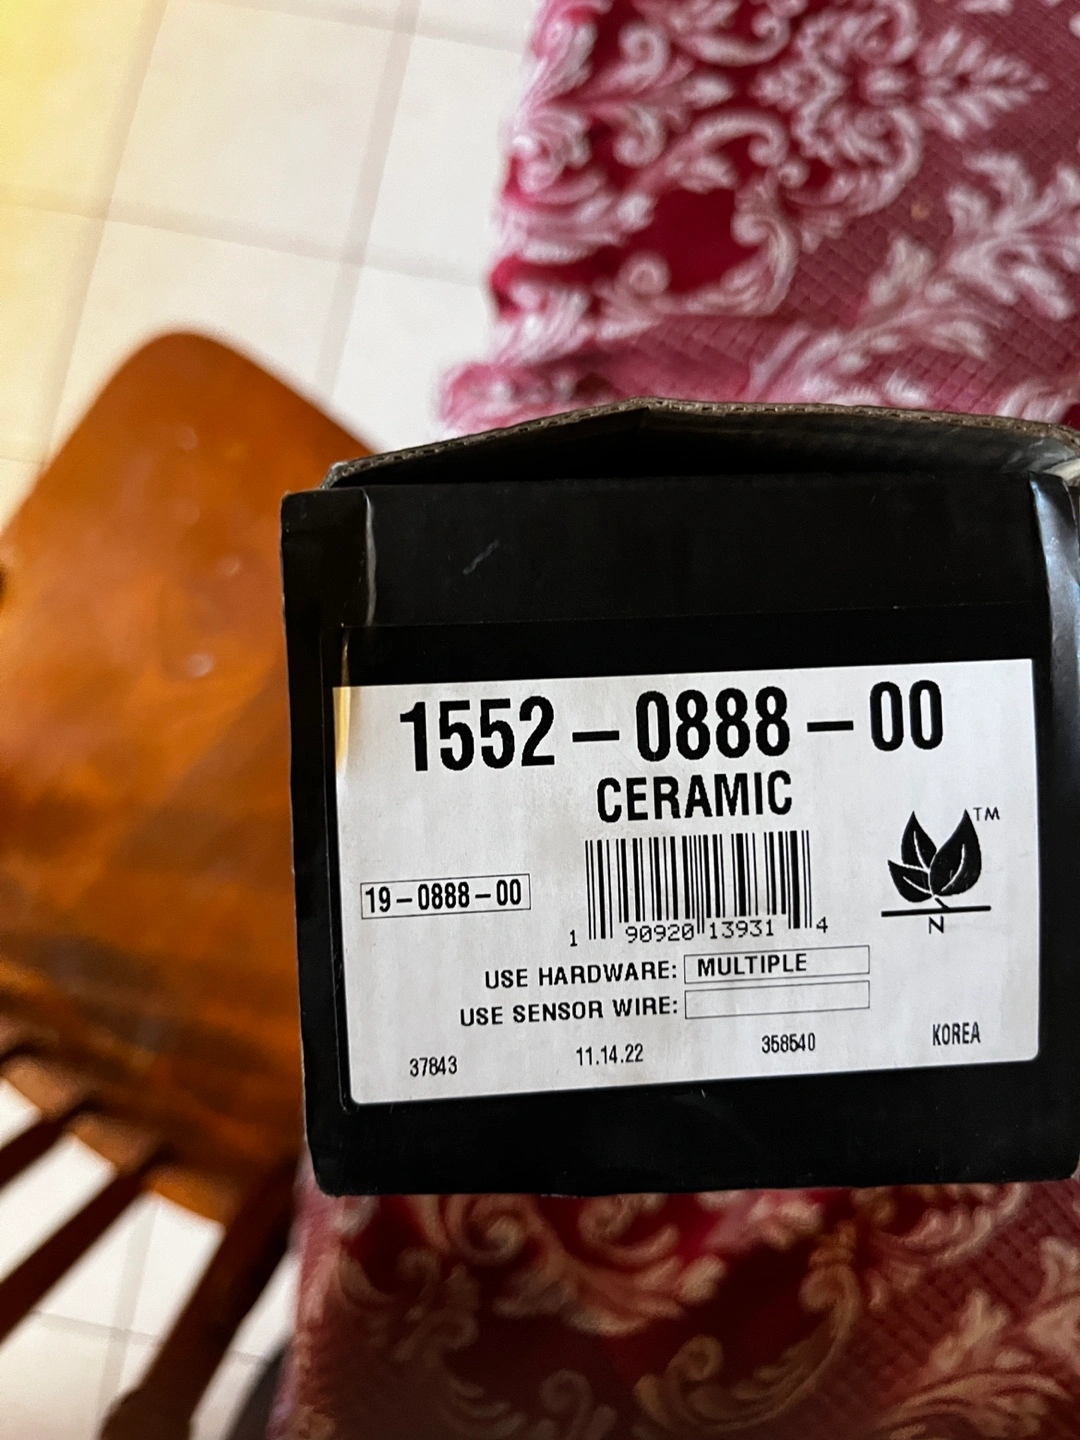 1552-0888-00
CERAMIC
TM
19-0888-00
1 90920 13931 4
N
USE HARDWARE: MULTIPLE
USE SENSOR WIRE:
37843 11.14.22 358540 KOREA